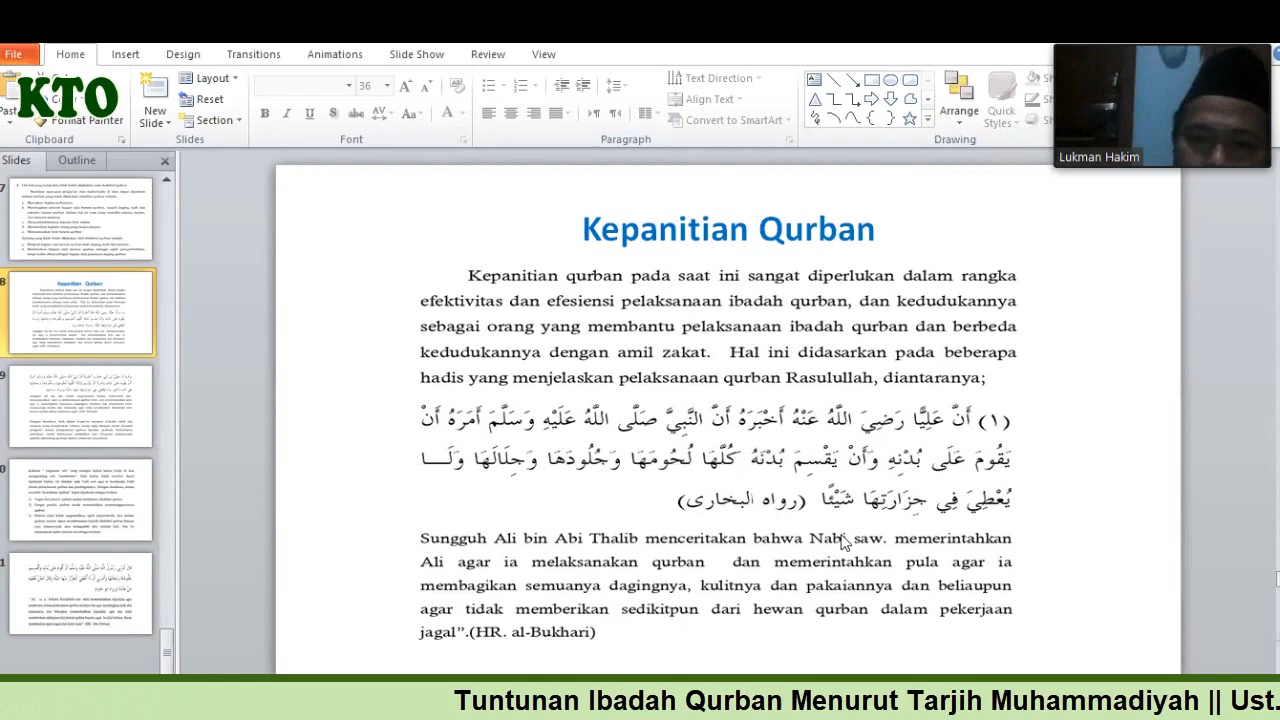 File Home Insert Design Transitions Animations Slide Show Review View
KTO
Format Painter
Clipboard
New
Slide
Layout
Reset
Section
Slides
36
Font
Text Direction
Align Text
Convert to SmartArt
Paragraph
Arrange
Quick
Styles
Drawing
Lukman Hakim
Slides Outline
Kepanitian Qurban
Kepanitian qurban pada saat ini sangat diperlukan dalam rangka
efektivitas dan efesiensi pelaksanaan ibadah qurban, dan kedudukannya
sebagai orang yang membantu pelaksanaan ibadah qurban dan berbeda
kedudukannya dengan amil zakat. Hal ini didasarkan pada beberapa
hadis yang menjelaskan pelaksanaan qurban Rasulullah, diantaranya;
(١) أَنَّ عَلِيًّا رَضِيَ اللَّهُ عَنْهُ أَخْبَرَهُ أَنَّ النَّبِيَّ صَلَّى اللَّهُ عَلَيْهِ وَسَلَّمَ أَمَرَهُ أَنْ
يَقُومَ عَلَى بُدْنِهِ وَأَنْ يَقْسِمَ بُدْنَهُ كُلَّهَا لُحُومَهَا وَجُلُودَهَا وَجِلَالَهَا وَلَـــا
يُعْطِيَ فِي جِزَارَتِهَا شَيْئًا (رواه البخارى)
Sungguh Ali bin Abi Thalib menceritakan bahwa Nabi saw. memerintahkan
Ali agar ia melaksanakan qurban dan memerintahkan pula agar ia
membagikan semuanya dagingnya, kulitnya dan pakaiannya dan beliaupun
agar tidak memberikan sedikitpun dari hewan qurban dalam pekerjaan
jagal”.(HR. al-Bukhari)
Tuntunan Ibadah Qurban Menurut Tarjih Muhammadiyah || Ust.